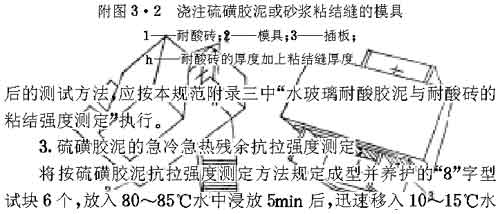 附图3·2 浇注硫磺胶泥或砂浆粘结缝的模具
1——耐酸砖；2——模具；3——插板；
h——耐酸砖的厚度加上粘结缝厚度
后的测试方法，应按本规范附录三中“水玻璃耐酸胶泥与耐酸砖的
粘结强度测定”执行。
3. 硫磺胶泥的急冷急热残余抗拉强度测定
将按硫磺胶泥抗拉强度测定方法规定成型并养护的“8”字型
试块6个，放入80～85℃水中浸放5min后，迅速移入10～15℃水